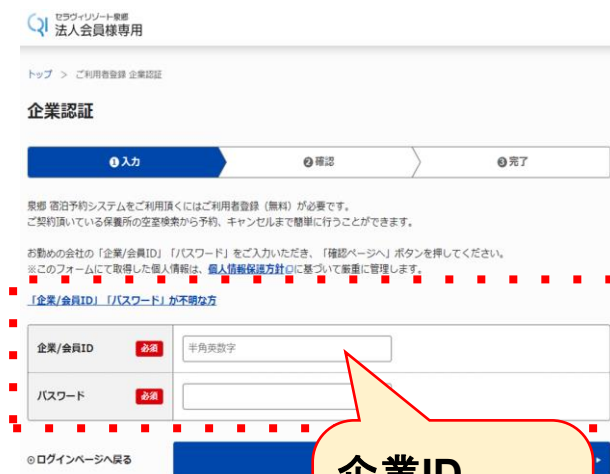 セラヴィリゾート泉郷
法人会員様専用
トップ > ご利用者登録 企業認証
企業認証
❶入力
❷確認
❸完了
泉郷 宿泊予約システムをご利用頂くにはご利用者登録（無料）が必要です。
ご契約頂いている保養所の空室検索から予約、キャンセルまで簡単に行うことができます。
お勤めの会社の「企業/会員ID」「パスワード」をご入力いただき、「確認ページへ」ボタンを押してください。
※このフォームにて取得した個人情報は、個人情報保護方針に基づいて厳重に管理します。
「企業/会員ID」「パスワード」が不明な方
企業/会員ID 必須 半角英数字
パスワード 必須
ログインページへ戻る
企業ID